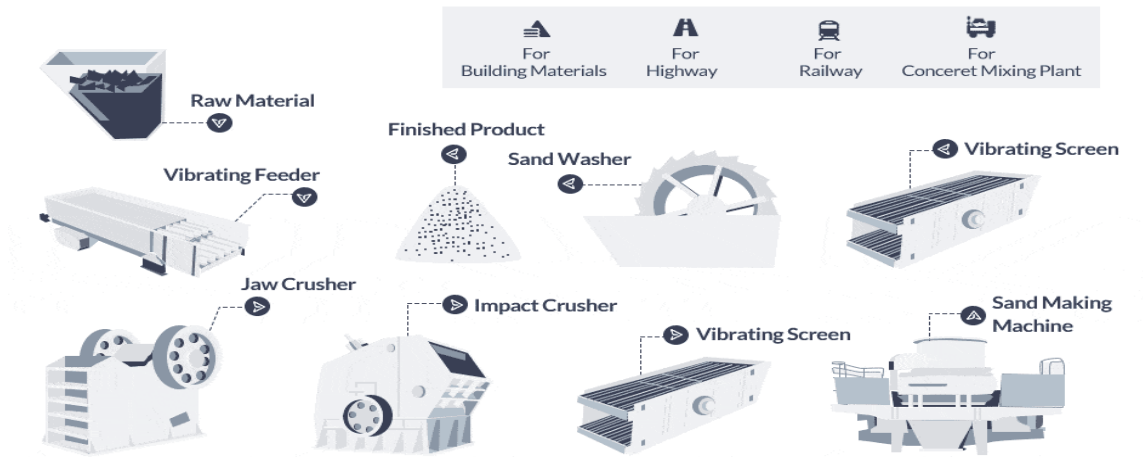 For
Building Materials
For
Highway
For
Railway
For
Conceret Mixing Plant
Raw Material
Finished Product
Sand Washer
Vibrating Screen
Vibrating Feeder
Jaw Crusher
Impact Crusher
Vibrating Screen
Sand Making
Machine